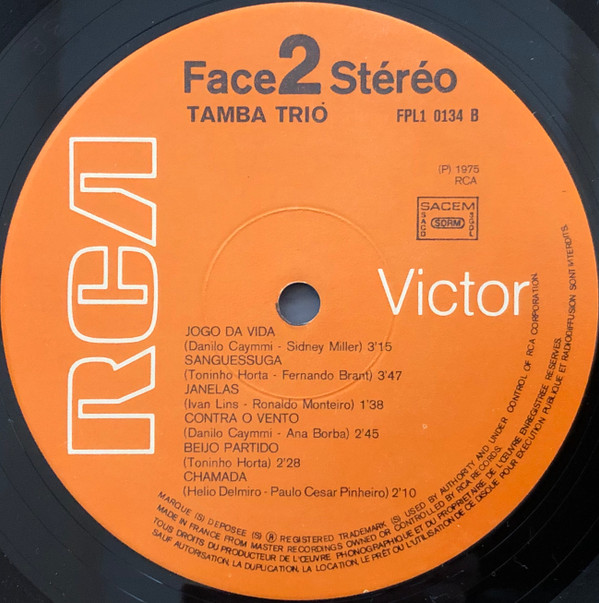 Face 2 Stéréo
TAMBA TRIO
FPL1 0134 B
(P) 1975
RCA
SACEM
SACD
SDRM
SGDL
RCA
Victor
JOGO DA VIDA
(Danilo Caymmi - Sidney Miller) 3'15
SANGUESSUGA
(Toninho Horta - Fernando Brant) 3'47
JANELAS
(Ivan Lins - Ronaldo Monteiro) 1'38
CONTRA O VENTO
(Danilo Caymmi - Ana Borba) 2'45
BEIJO PARTIDO
(Toninho Horta) 2'28
CHAMADA
(Helio Delmiro - Paulo Cesar Pinheiro) 2'10
MARQUE (S) DEPOSEE (S) ® REGISTERED TRADEMARK (S) USED BY AUTHORITY AND UNDER CONTROL OF RCA CORPORATION.
MADE IN FRANCE FROM MASTER RECORDINGS OWNED OR CONTROLLED BY RCA RECORDS.
TOUS DROITS DU PRODUCTEUR DE L'ŒUVRE PHONOGRAPHIQUE ET DU PROPRIETAIRE DE L'ŒUVRE ENREGISTREE RESERVES.
SAUF AUTORISATION, LA DUPLICATION, LA LOCATION, LE PRÊT OU L'UTILISATION DE CE DISQUE POUR EXECUTION PUBLIQUE ET RADIODIFFUSION SONT INTERDITS.